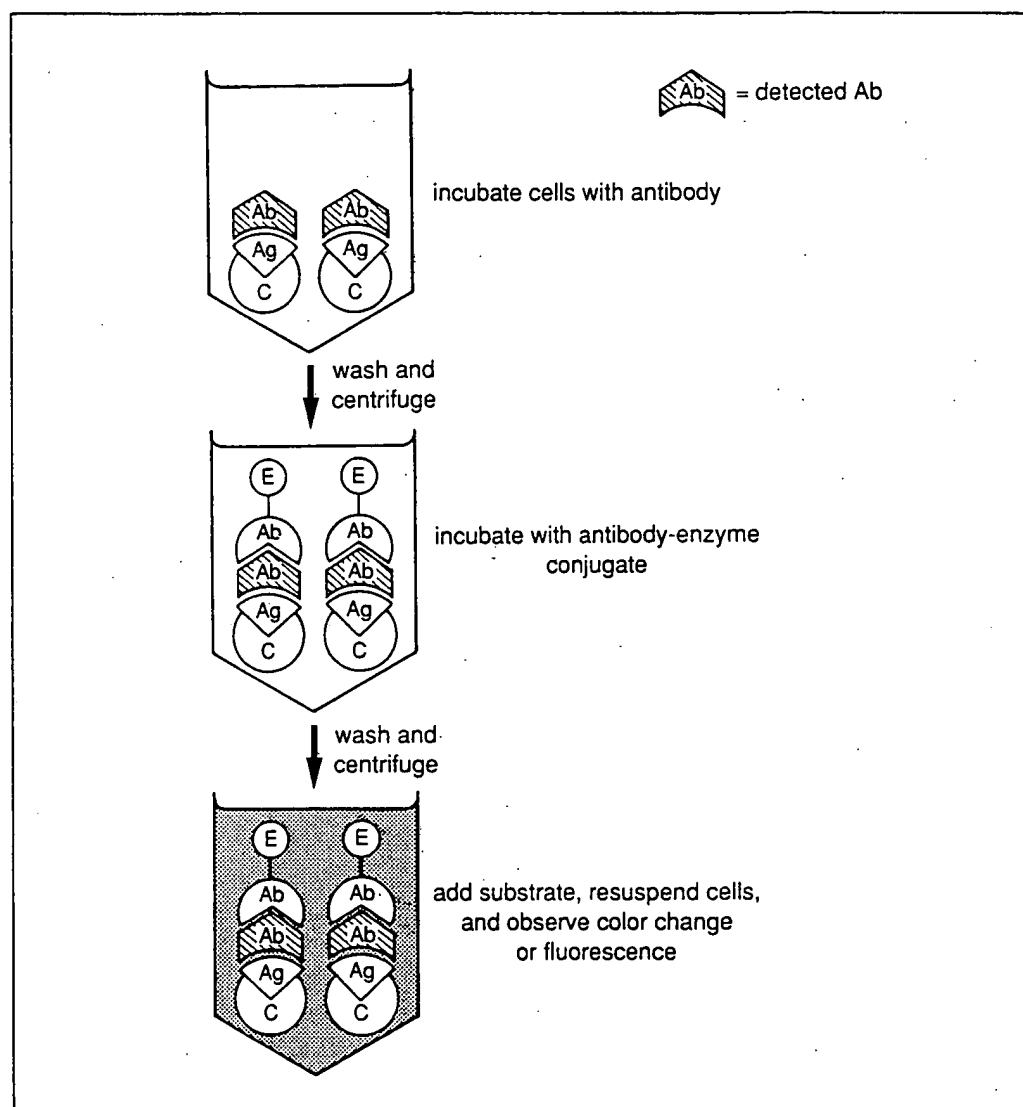 Ab = detected Ab
incubate cells with antibody
Ab Ab
Ag Ag
C C
wash and
centrifuge
E E
Ab Ab
Ab Ab
Ag Ag
C C
incubate with antibody-enzyme
conjugate
wash and
centrifuge
E E
Ab Ab
Ab Ab
Ag Ag
C C
add substrate, resuspend cells,
and observe color change
or fluorescence